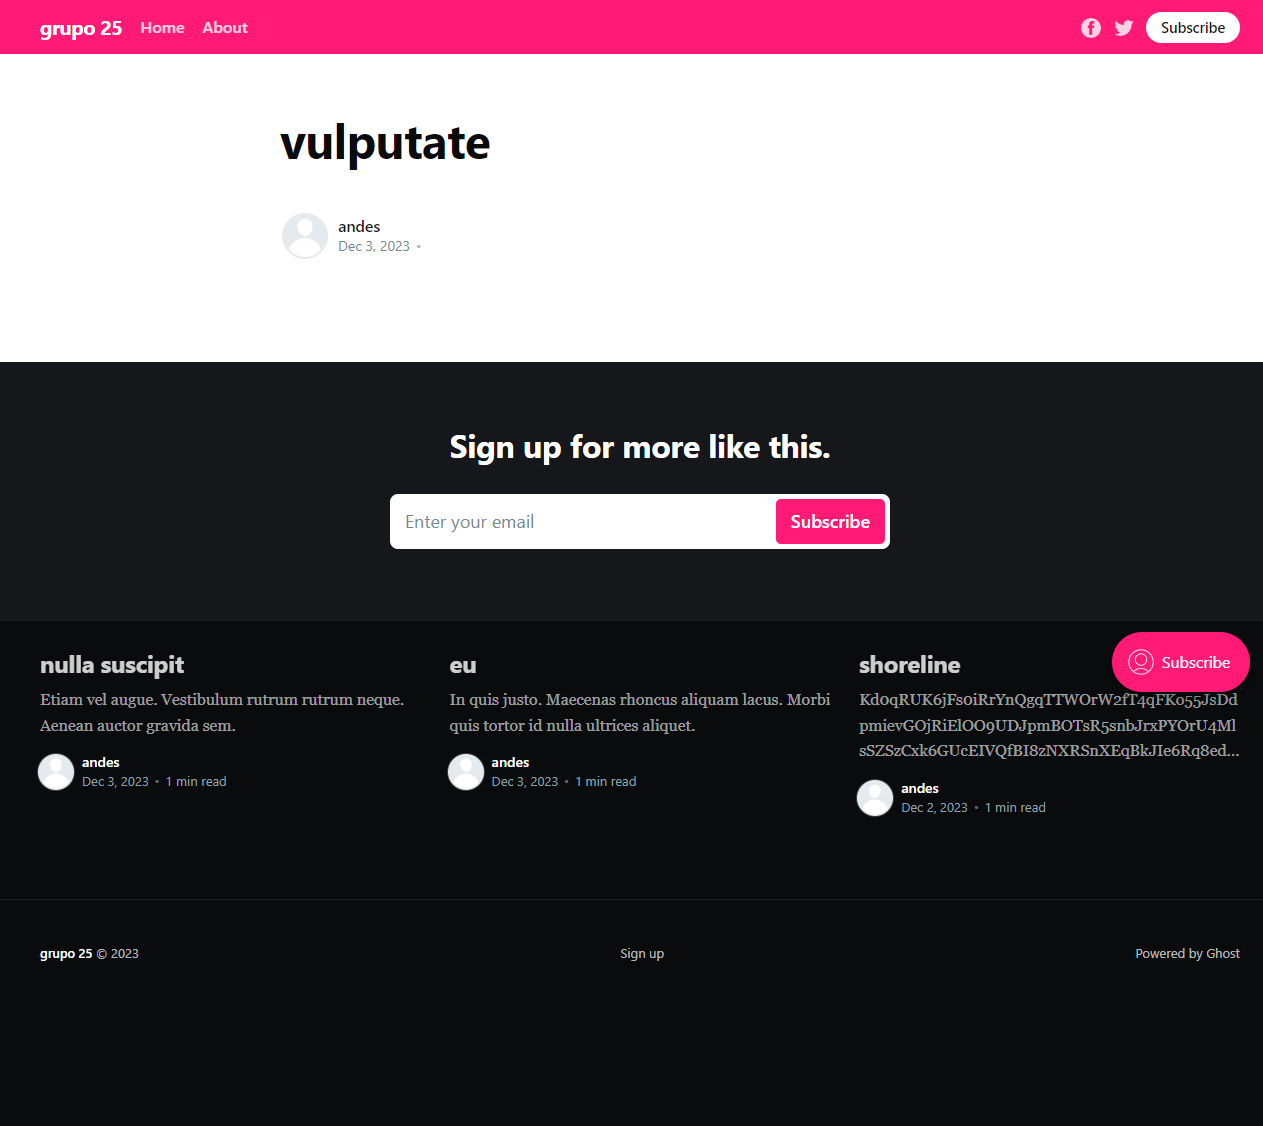 grupo 25 Home About Subscribe
vulputate
andes
Dec 3, 2023 •
Sign up for more like this.
Enter your email Subscribe
nulla suscipit
Etiam vel augue. Vestibulum rutrum rutrum neque.
Aenean auctor gravida sem.
andes
Dec 3, 2023 • 1 min read
eu
In quis justo. Maecenas rhoncus aliquam lacus. Morbi
quis tortor id nulla ultrices aliquet.
andes
Dec 3, 2023 • 1 min read
shoreline
Subscribe
Kd0qRUK6jFs0iRrYnQgqTTWOrW2fT4qFKo55JsDd
pmievGOjRiElOO9UDJpmBOTsR5snbJrxPYOrU4Ml
sSZSzCxk6GUcEIVQfBI8zNXRSnXEqBkJIe6Rq8ed...
andes
Dec 2, 2023 • 1 min read
grupo 25 © 2023
Sign up
Powered by Ghost